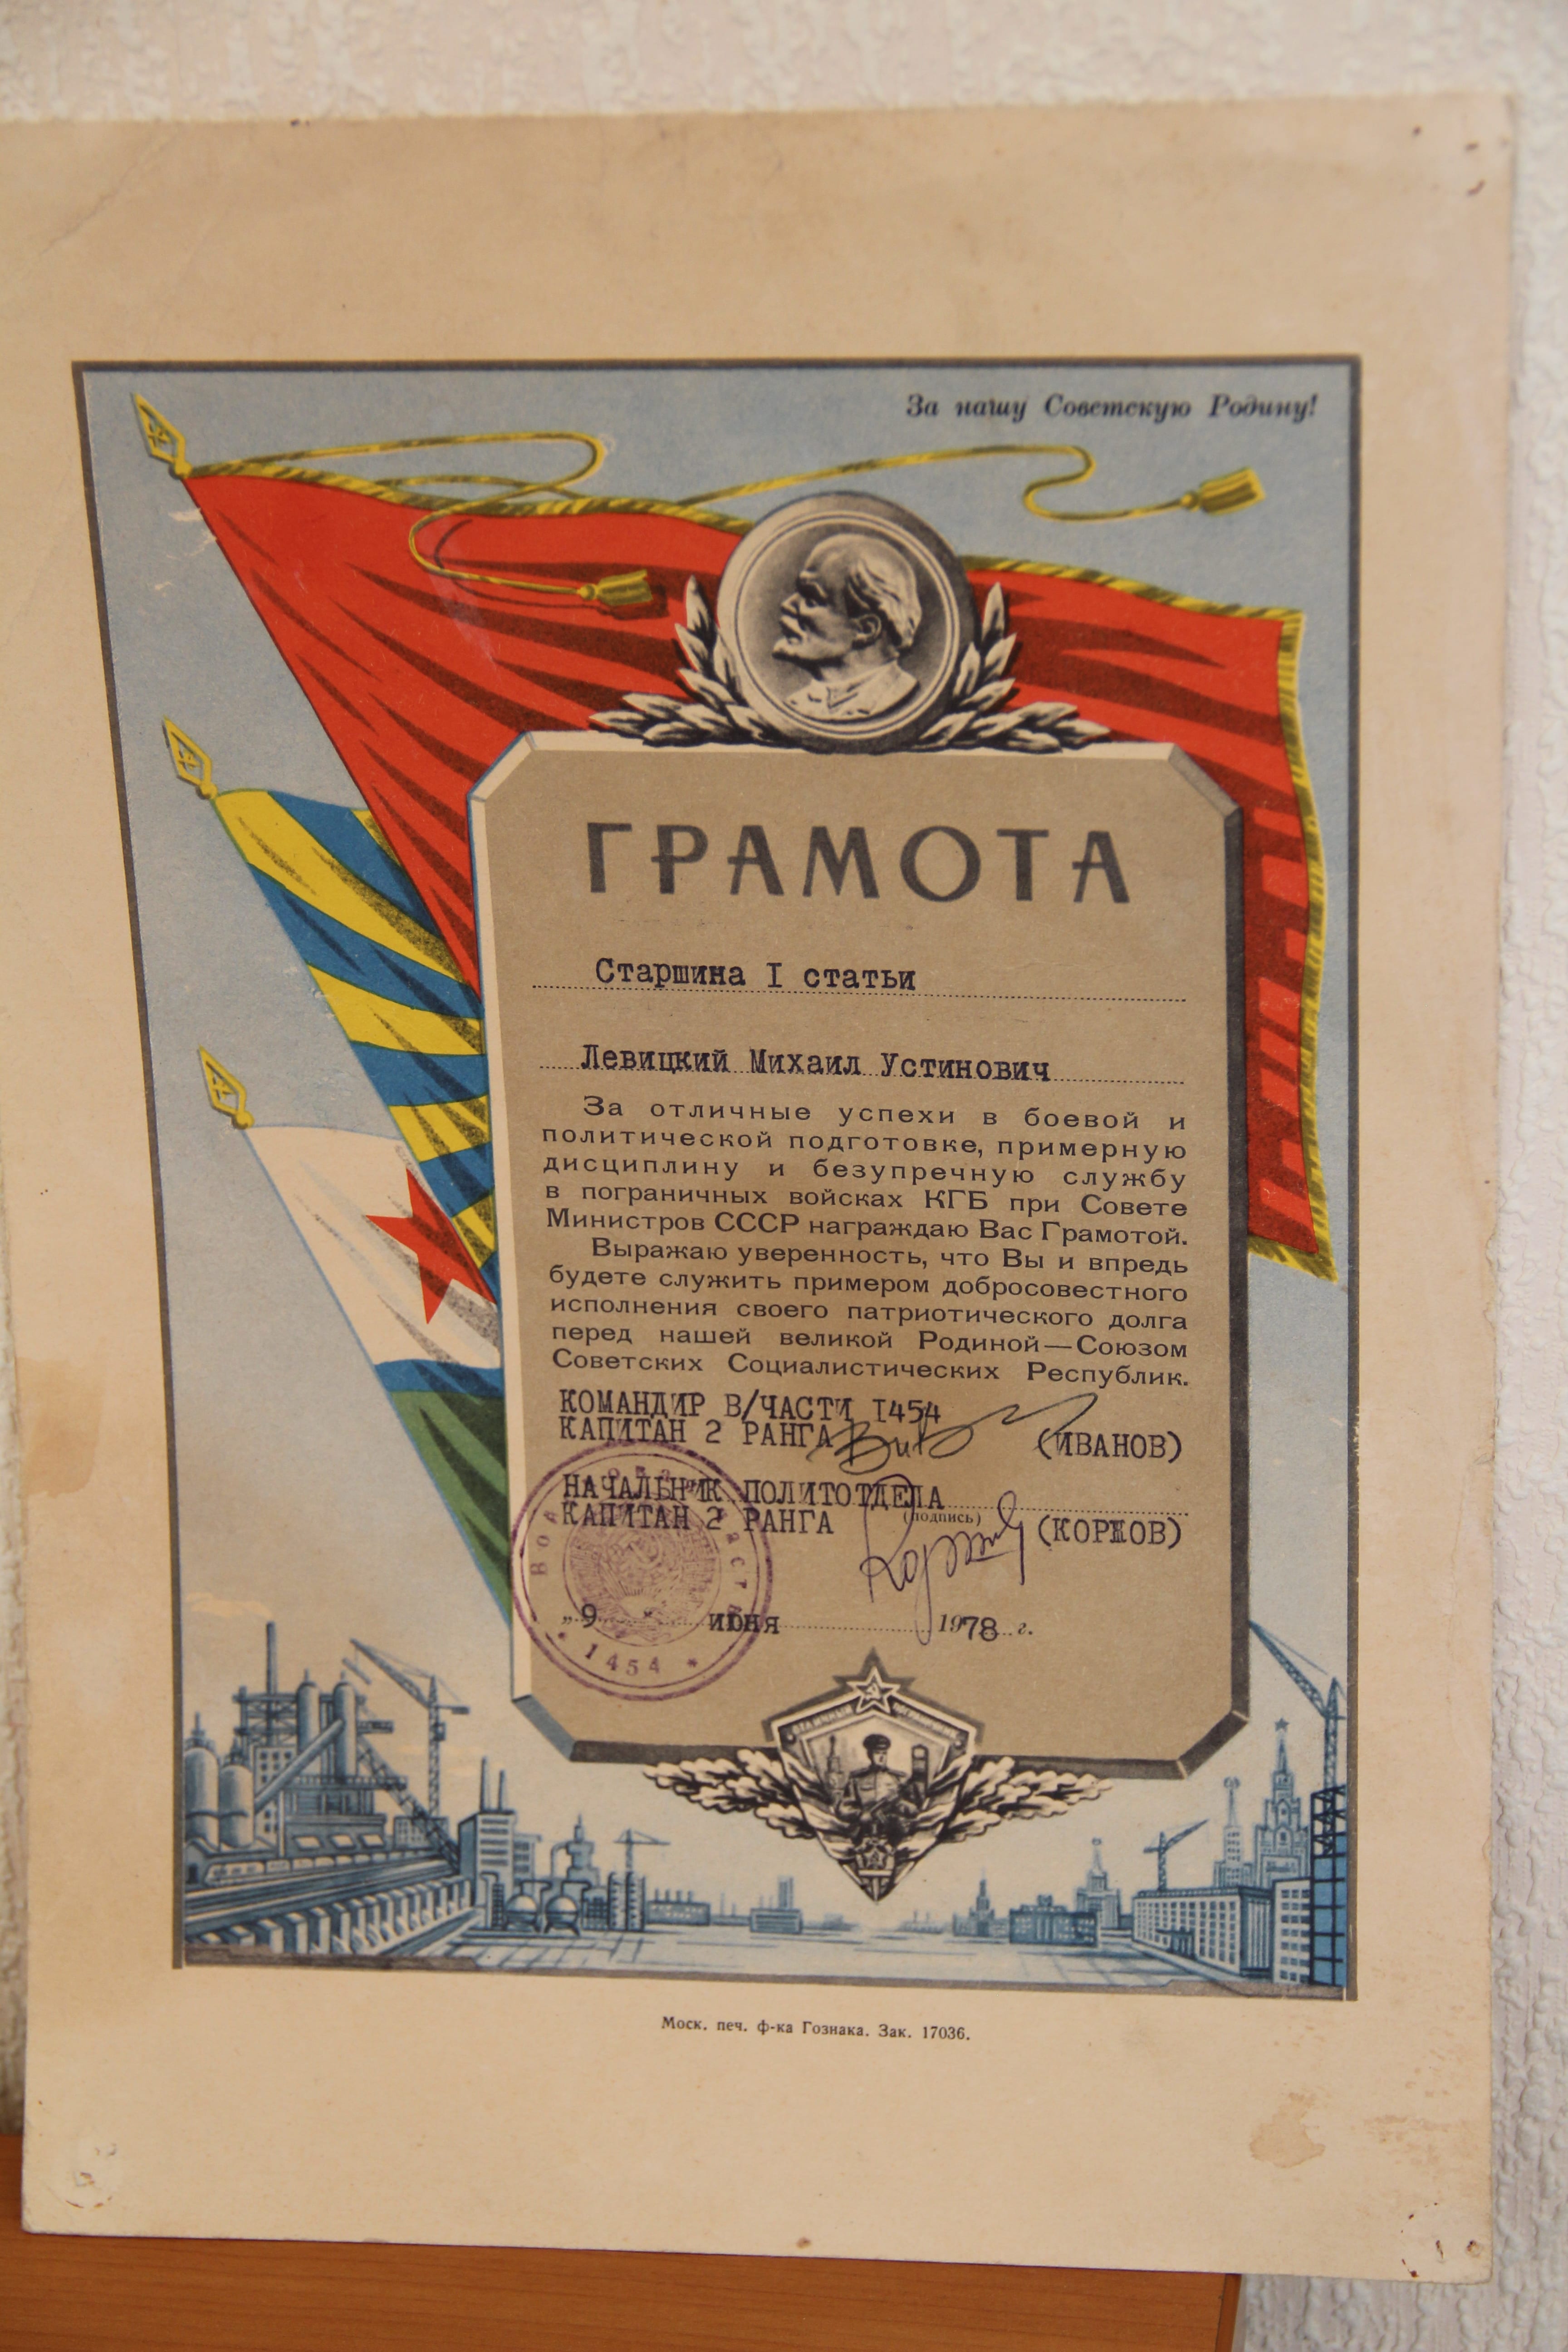 За нашу Советскую Родину!
ГРАМОТА
Старшина I статьи
Левицкий Михаил Устинович
За отличные успехи в боевой и
политической подготовке, примерную
дисциплину и безупречную службу
в пограничных войсках КГБ при Совете
Министров СССР награждаю Вас Грамотой.
Выражаю уверенность, что Вы и впредь
будете служить примером добросовестного
исполнения своего патриотического долга
перед нашей великой Родиной—Союзом
Советских Социалистических Республик.
КОМАНДИР В/ЧАСТИ I454
КАПИТАН 2 РАНГА (ИВАНОВ)
НАЧАЛЬНИК ПОЛИТОТДЕЛА
(подпись)
КАПИТАН 2 РАНГА (КОРЖОВ)
„9 " июня 1978 г.
* 1454 *
Моск. печ. ф-ка Гознака. Зак. 17036.